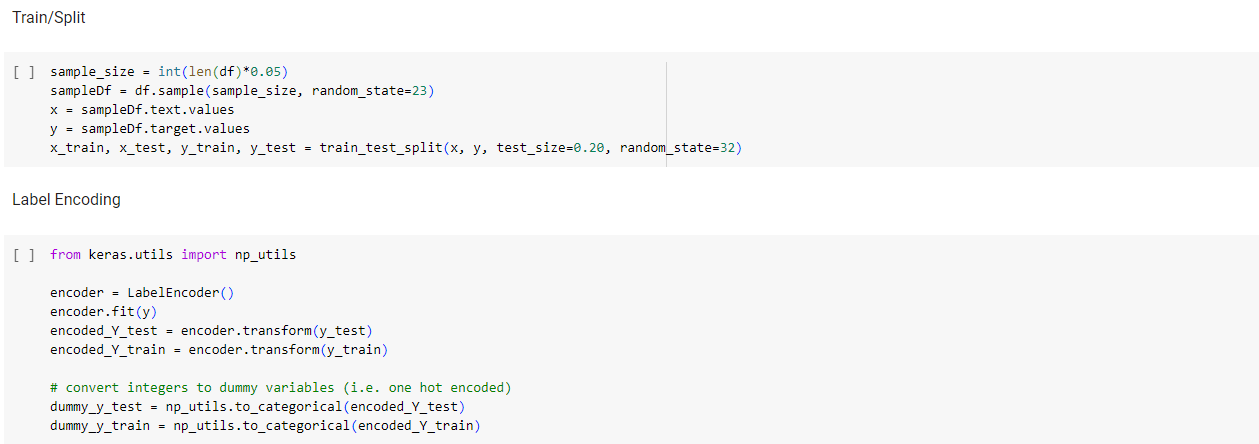 Train/Split
[ ] sample_size = int(len(df)*0.05)
sampleDf = df.sample(sample_size, random_state=23)
x = sampleDf.text.values
y = sampleDf.target.values
x_train, x_test, y_train, y_test = train_test_split(x, y, test_size=0.20, random_state=32)
Label Encoding
[ ] from keras.utils import np_utils
encoder = LabelEncoder()
encoder.fit(y)
encoded_Y_test = encoder.transform(y_test)
encoded_Y_train = encoder.transform(y_train)
# convert integers to dummy variables (i.e. one hot encoded)
dummy_y_test = np_utils.to_categorical(encoded_Y_test)
dummy_y_train = np_utils.to_categorical(encoded_Y_train)